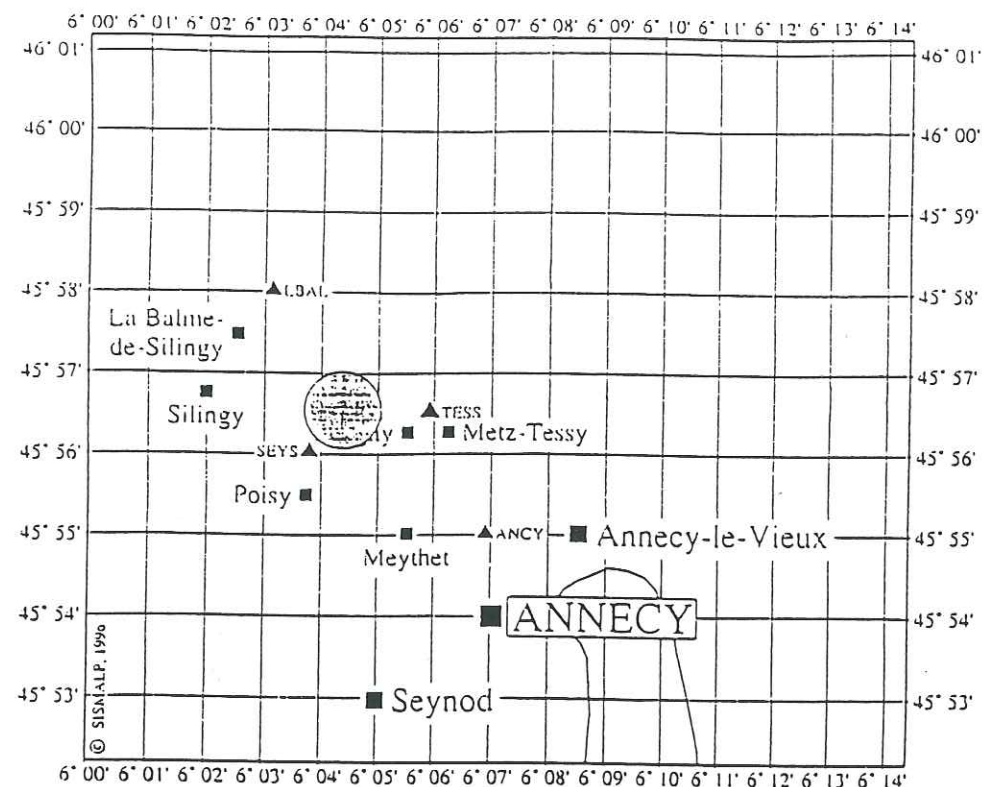 6° 00' 6° 01' 6° 02' 6° 03' 6° 04' 6° 05' 6° 06' 6° 07' 6° 08' 6° 09' 6° 10' 6° 11' 6° 12' 6° 13' 6° 14'
46° 01' 46° 01'
46° 00' 46° 00'
45° 59' 45° 59'
45° 58' LBAL 45° 58'
La Balme-
de-Silingy
45° 57' 45° 57'
Silingy
TESS
Metz-Tessy
45° 56' SEYS 45° 56'
Poisy
45° 55' ANCY Annecy-le-Vieux 45° 55'
Meythet
45° 54' ANNECY 45° 54'
45° 53' Seynod 45° 53'
© SISMALP, 1996
6° 00' 6° 01' 6° 02' 6° 03' 6° 04' 6° 05' 6° 06' 6° 07' 6° 08' 6° 09' 6° 10' 6° 11' 6° 12' 6° 13' 6° 14'